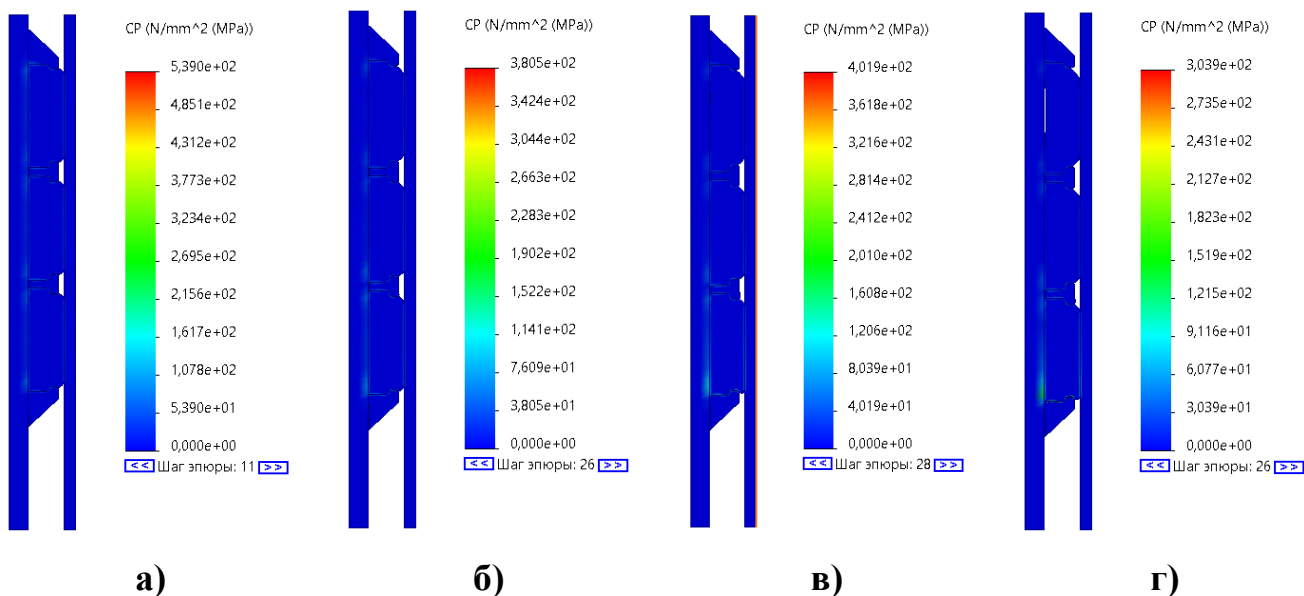 CP (N/mm^2 (MPa))
5,390e+02
4,851e+02
4,312e+02
3,773e+02
3,234e+02
2,695e+02
2,156e+02
1,617e+02
1,078e+02
5,390e+01
0,000e+00
<< Шаг эпюры: 11 >>
а)
CP (N/mm^2 (MPa))
3,805e+02
3,424e+02
3,044e+02
2,663e+02
2,283e+02
1,902e+02
1,522e+02
1,141e+02
7,609e+01
3,805e+01
0,000e+00
<< Шаг эпюры: 26 >>
б)
CP (N/mm^2 (MPa))
4,019e+02
3,618e+02
3,216e+02
2,814e+02
2,412e+02
2,010e+02
1,608e+02
1,206e+02
8,039e+01
4,019e+01
0,000e+00
<< Шаг эпюры: 28 >>
в)
CP (N/mm^2 (MPa))
3,039e+02
2,735e+02
2,431e+02
2,127e+02
1,823e+02
1,519e+02
1,215e+02
9,116e+01
6,077e+01
3,039e+01
0,000e+00
<< Шаг эпюры: 26 >>
г)